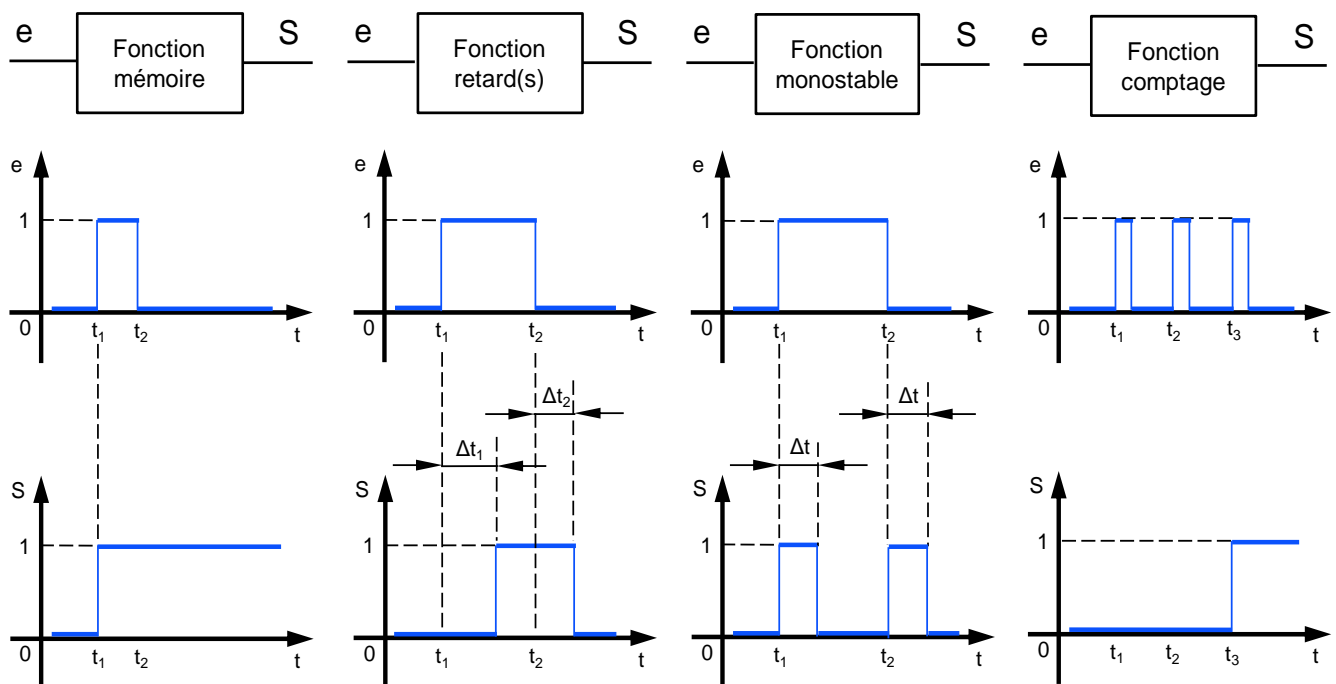 e
Fonction
mémoire
S
e
Fonction
retard(s)
S
e
Fonction
monostable
S
e
Fonction
comptage
S
e
1
0
t₁
t₂
t
e
1
0
t₁
t₂
t
e
1
0
t₁
t₂
t
e
1
0
t₁
t₂
t₃
t
S
1
0
t₁
t₂
t
Δt₂
Δt₁
S
1
0
t₁
t₂
t
Δt
Δt
S
1
0
t₁
t₂
t
S
1
0
t₁
t₂
t₃
t